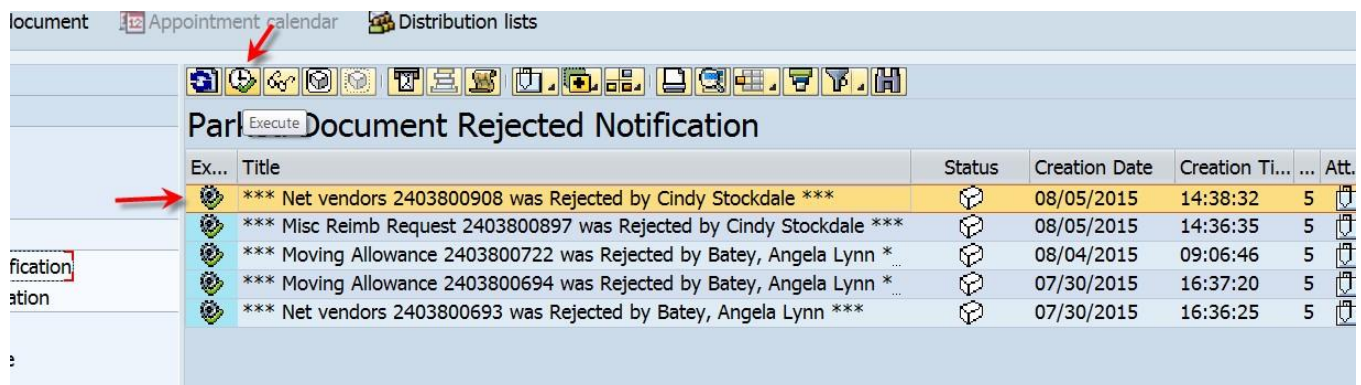 ocument Appointment calendar Distribution lists
Execute
Par Document Rejected Notification
Ex... Title Status Creation Date Creation Ti... ... Att.
*** Net vendors 2403800908 was Rejected by Cindy Stockdale *** 08/05/2015 14:38:32 5
*** Misc Reimb Request 2403800897 was Rejected by Cindy Stockdale *** 08/05/2015 14:36:35 5
*** Moving Allowance 2403800722 was Rejected by Batey, Angela Lynn * 08/04/2015 09:06:46 5
*** Moving Allowance 2403800694 was Rejected by Batey, Angela Lynn * 07/30/2015 16:37:20 5
*** Net vendors 2403800693 was Rejected by Batey, Angela Lynn *** 07/30/2015 16:36:25 5
fication
ation
e